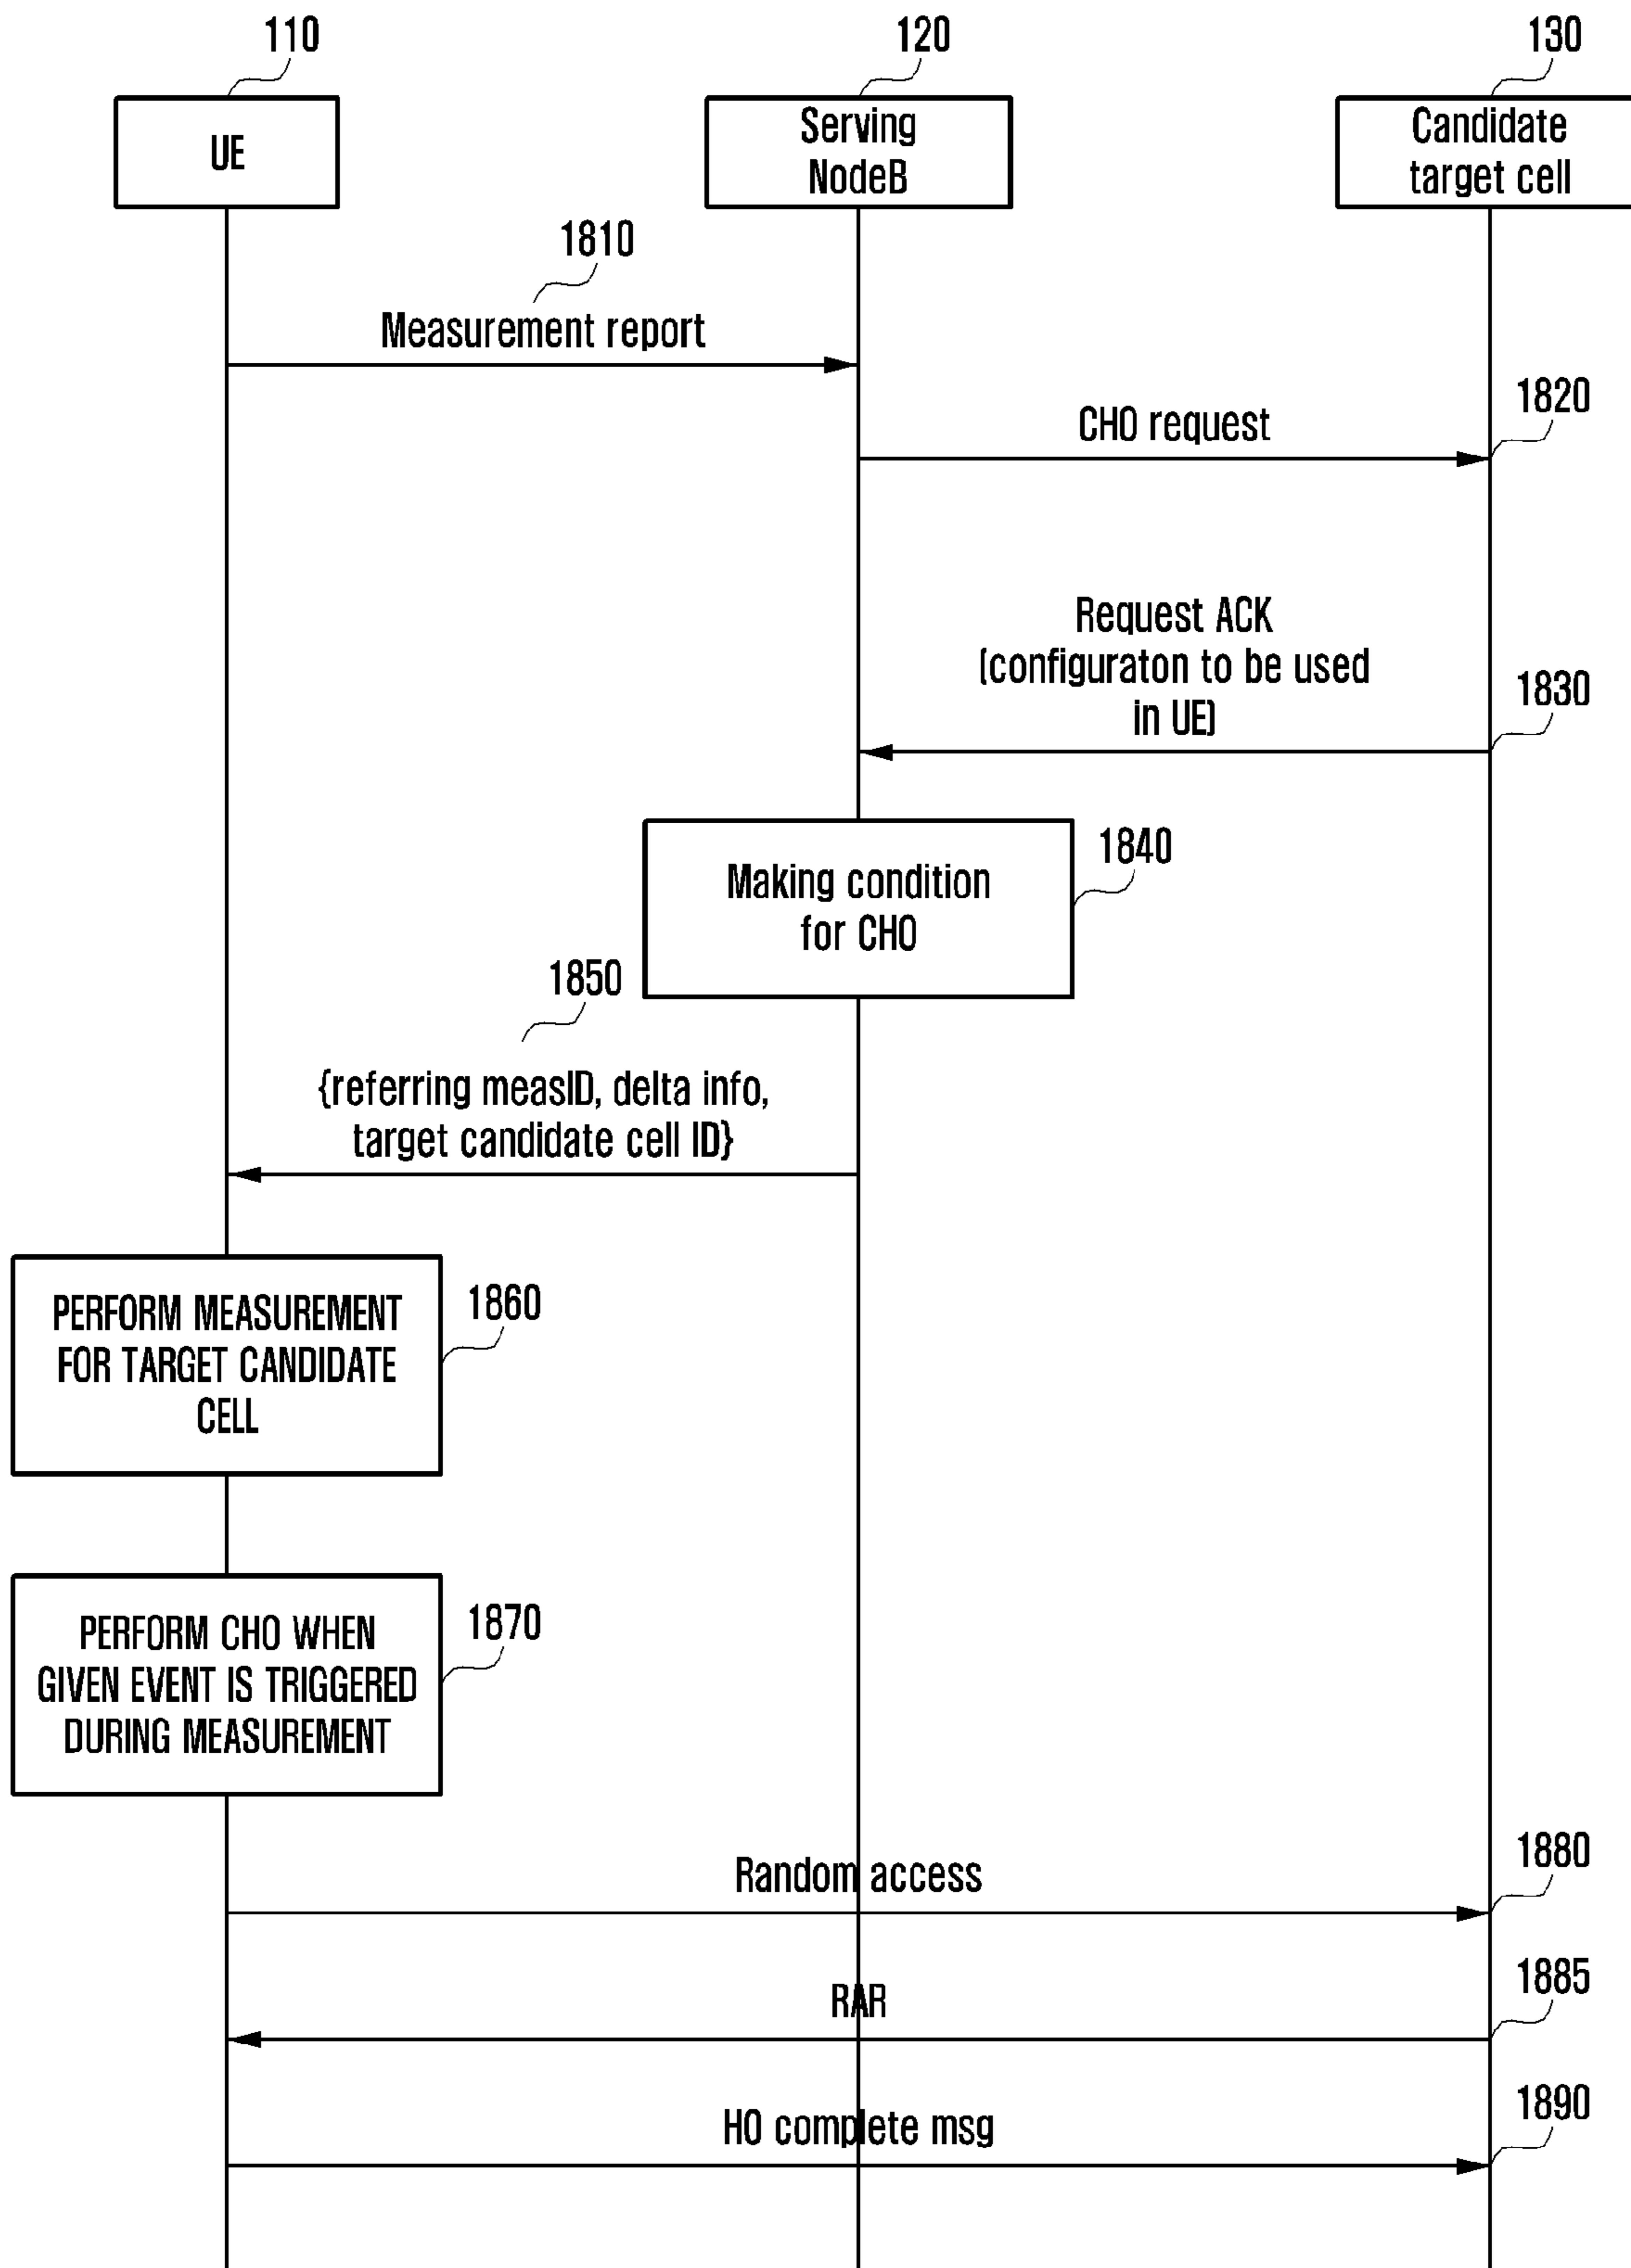 110
120
130
UE
Serving
NodeB
Candidate
target cell
1810
Measurement report
1820
CHO request
Request ACK
(configuraton to be used
in UE)
1830
Making condition
for CHO
1840
1850
{referring measID, delta info,
target candidate cell ID}
PERFORM MEASUREMENT
FOR TARGET CANDIDATE
CELL
1860
PERFORM CHO WHEN
GIVEN EVENT IS TRIGGERED
DURING MEASUREMENT
1870
Random access
1880
RAR
1885
HO complete msg
1890